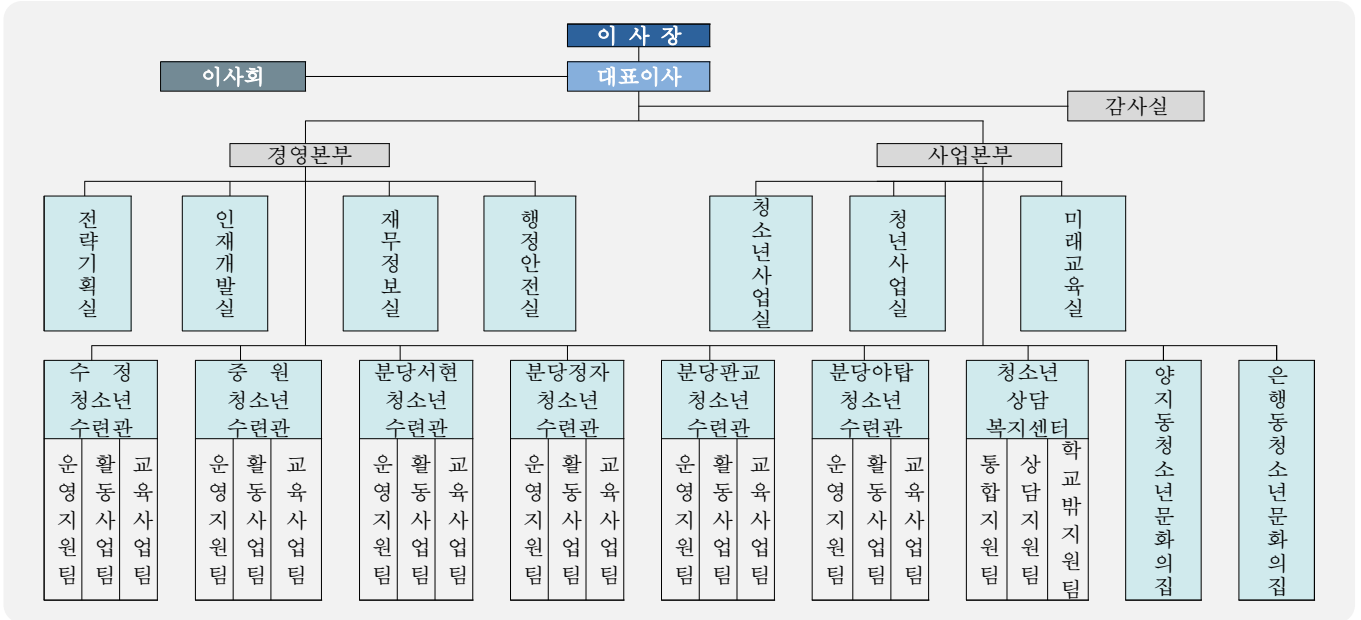 이 사 장
이사회
대표이사
감사실
경영본부
사업본부
전략기획실
인재개발실
재무정보실
행정안전실
청소년사업실
청년사업실
미래교육실
수 정
청소년
수련관
운영지원팀
활동사업팀
교육사업팀
중 원
청소년
수련관
운영지원팀
활동사업팀
교육사업팀
분당서현
청소년
수련관
운영지원팀
활동사업팀
교육사업팀
분당정자
청소년
수련관
운영지원팀
활동사업팀
교육사업팀
분당판교
청소년
수련관
운영지원팀
활동사업팀
교육사업팀
분당야탑
청소년
수련관
운영지원팀
활동사업팀
교육사업팀
청소년
상담
복지센터
통합지원팀
상담지원팀
학교밖지원팀
양지동청소년문화의집
은행동청소년문화의집